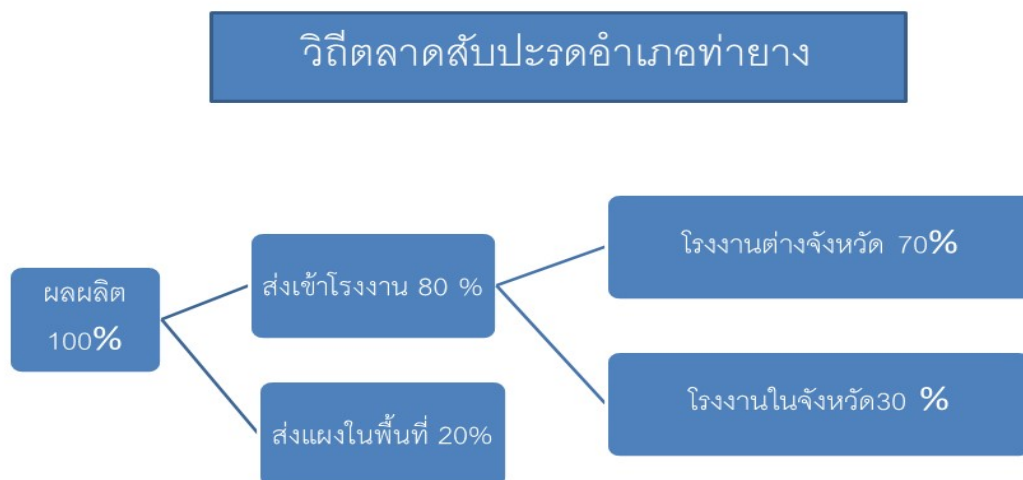 วิถีตลาดสับปะรดอำเภอท่ายาง
ผลผลิต
100%
ส่งเข้าโรงงาน 80 %
ส่งแผงในพื้นที่ 20%
โรงงานต่างจังหวัด 70%
โรงงานในจังหวัด30 %